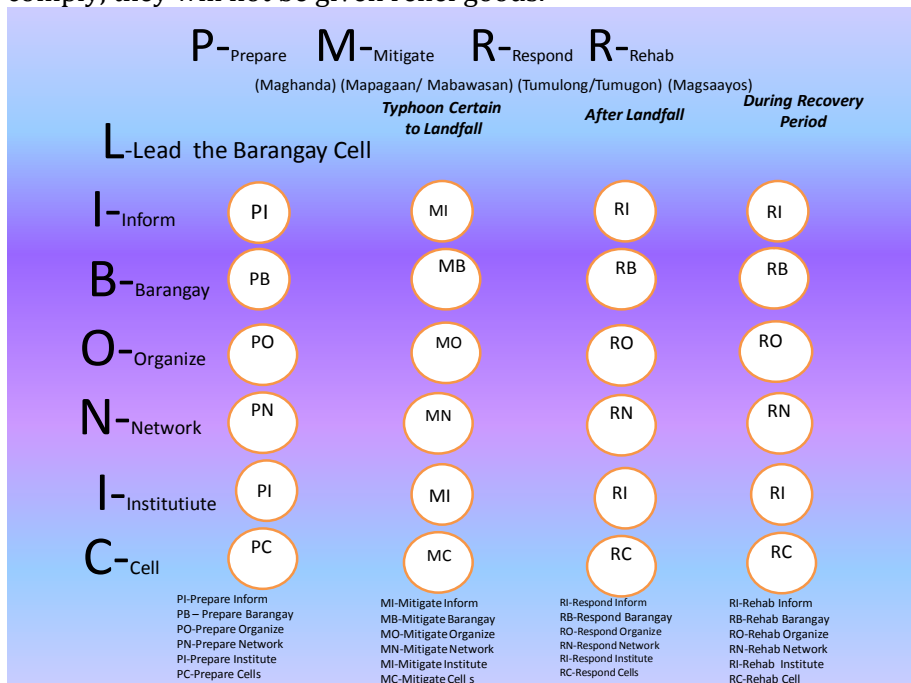 comply, they will not be given relief goods.
P-Prepare M-Mitigate R-Respond R-Rehab
(Maghanda) (Mapagaan/ Mabawasan) (Tumulong/Tumugon) (Magsaayos)
Typhoon Certain
to Landfall
After Landfall
During Recovery
Period
L-Lead the Barangay Cell
I-Inform PI MI RI RI
B-Barangay PB MB RB RB
O-Organize PO MO RO RO
N-Network PN MN RN RN
I-Institutiute PI MI RI RI
C-Cell PC MC RC RC
PI-Prepare Inform
PB – Prepare Barangay
PO-Prepare Organize
PN-Prepare Network
PI-Prepare Institute
PC-Prepare Cells
MI-Mitigate Inform
MB-Mitigate Barangay
MO-Mitigate Organize
MN-Mitigate Network
MI-Mitigate Institute
MC-Mitigate Cell s
RI-Respond Inform
RB-Respond Barangay
RO-Respond Organize
RN-Respond Network
RI-Respond Institute
RC-Respond Cells
RI-Rehab Inform
RB-Rehab Barangay
RO-Rehab Organize
RN-Rehab Network
RI-Rehab Institute
RC-Rehab Cell